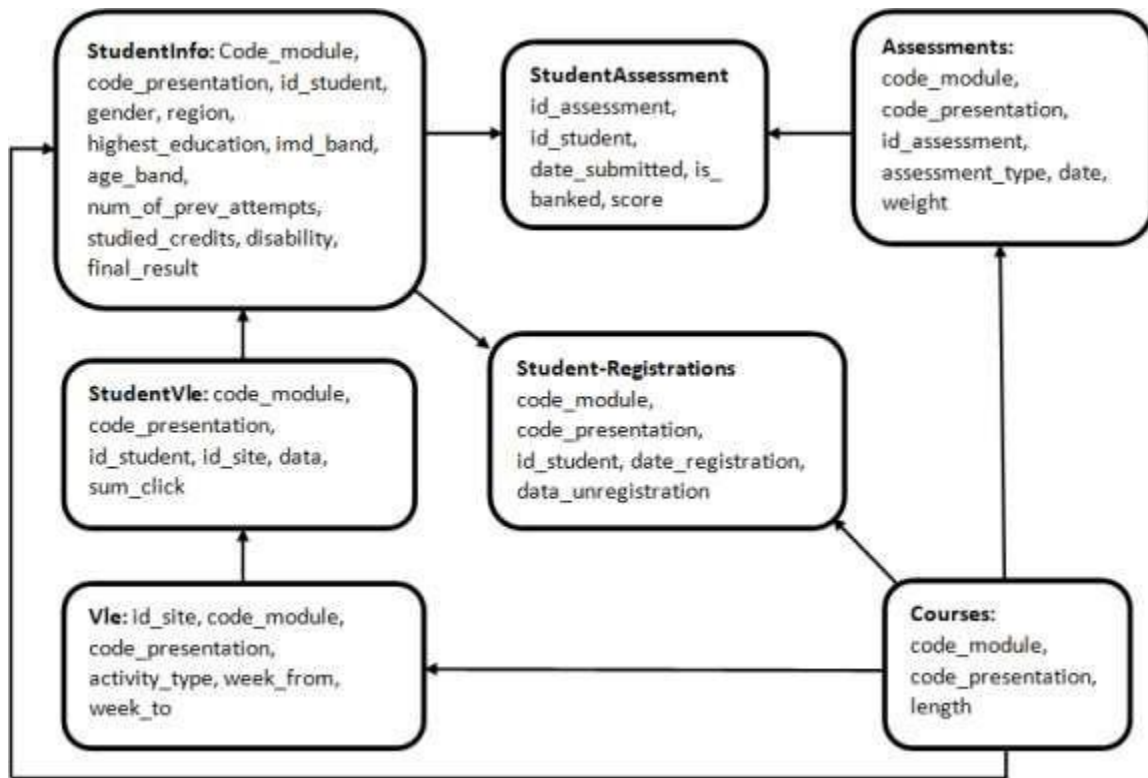 StudentInfo: Code_module,
code_presentation, id_student,
gender, region,
highest_education, imd_band,
age_band,
num_of_prev_attempts,
studied_credits, disability,
final_result
StudentAssessment
id_assessment,
id_student,
date_submitted, is_
banked, score
Assessments:
code_module,
code_presentation,
id_assessment,
assessment_type, date,
weight
StudentVle: code_module,
code_presentation,
id_student, id_site, data,
sum_click
Student-Registrations
code_module,
code_presentation,
id_student, date_registration,
data_unregistration
Vle: id_site, code_module,
code_presentation,
activity_type, week_from,
week_to
Courses:
code_module,
code_presentation,
length